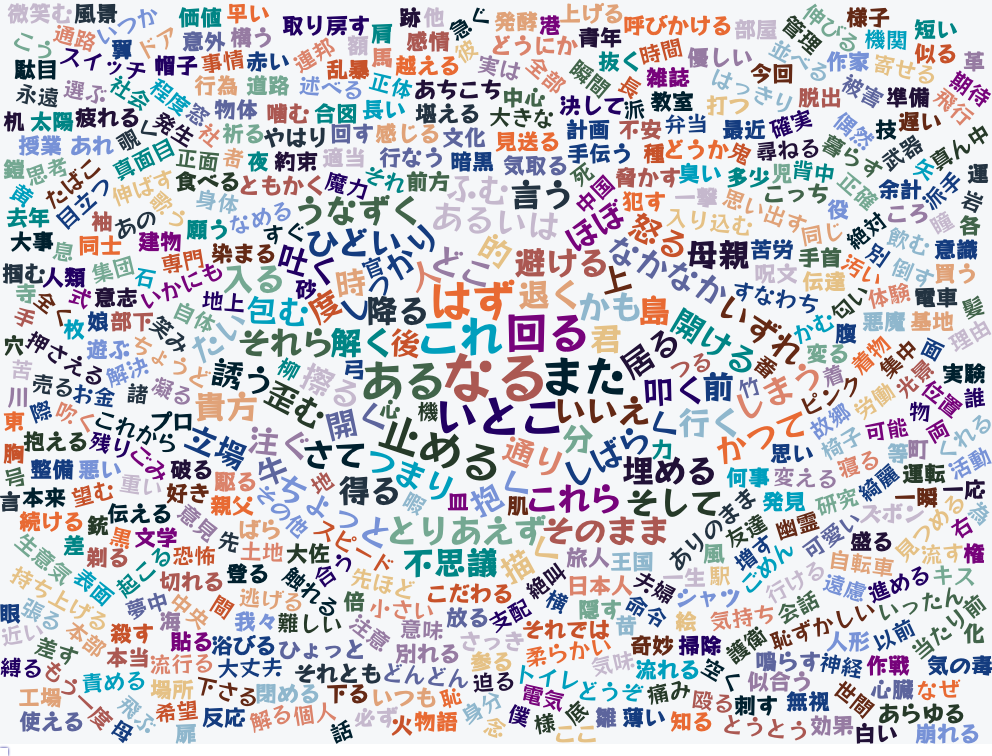 微笑む 風景 いつか 価値 早い 取り戻す 跡 他 急ぐ 発酵 港 上げる 呼びかける 部屋 伸びる 様子
こう 通路 翼 ドア 意外 構う 連邦 額 肩 感情 彼 どうにか 青年 管理 機関 短い
スイッチ 帽子 事情 赤い 乱暴 馬 越える 実は 全部 抜く 時間 優しい 並べる 作家 寄せる 似る 革
駄目 社会 程度 行為 道路 述べる 正体 あちこち 瞬間 長 雑誌 はっきり 今回 被害 準備 飛行 期待
永遠 選ぶ 窓 物体 噛む 合図 長い 堪える 中心 大きな 決して 派 教室 打つ 脱出 偶然 技 遅い
机 太陽 疲れる 覗く 発生 社 祈る やはり 回す 感じる 文化 見送る 計画 不安 弁当 最近 確実 武器 真ん中
授業 あれ 真面目 正面 者 夜 約束 適当 行なう 暗黒 気取る 手伝う 種 どうか 鬼 尋ねる 暮らす 矢 運
鎧 思考 たばこ 伸ばす 食べる ともかく 魔力 それ 前方 ふむ 言う 死 脅かす 臭い 多少 児 背中 正確 余計 派手 岩
黄 目立つ 襲う 身体 うなずく あるいは 中国 犯す 一撃 思い出す こっち 役 ころ 瞳 各
去年 袖 あの 願う なめる すぐ ひどい り 的 ほぼ 怒る 入り込む 同じ 絶対 飲む 意識
大事 息 同士 建物 染まる 吐く 官 か 人 どこ 避ける なかなか 母親 苦労 手首 別 倒す 買う
掴む 人類 集団 石 専門 いかにも 入る 砂 時 う はず 退く 上 呪文 伝達 汚い 電車
寺 全く 式 意志 地上 包む 度 い 降る かも 島 すなわち 匂い 体験 髪
手 枚 娘 部下 笑み 自体 たい それら 解く 後 これ 回る 君 開ける いずれ かむ 腹 悪魔 基地 理由
穴 押さえる 遊ぶ 解決 ちょうど 柳 弓 ある なる また 居る つる 番 変る 着物 集中 面
苦 売る お金 諸 凝る 誘う 歪む 擦る 叩く 前 竹 しまう 着 ピンク 労働 光景 位置 実験 誰
川 際 吹く プロ 貴方 開く 心 機 いとこ いいえ く 行く かつて 故郷 物 両
東 これから 立場 注ぐ さて 止める 通り 分 しばら 力 思い 椅子 可能 等 町 くれる
胸 抱える 残り ごみ 破る 駆る 牛 地 つまり く 埋める 何事 変える 寝る 綺麗 運転 活動
号 整備 悪い 重い 好き 親父 その他 ちょっと 得る 暇 皿 抱く 肌 これら そして 発見 研究 一瞬 一応
言 本来 望む 伝える 意見 ばら と とりあえず そのまま ありのまま 友達 幽霊 スポン 見つめる 右 游
続ける 銃 黒 文学 先 スピード 風 増す 可愛い 盛る 流す 権
生意気 差 剃る 恐怖 土地 大佐 合う 不思議 描く 旅人 王国 ごめん 自転車
持ち上げる 表面 起こる 切れる 登る 触れる 先ほど こだわる 絶叫 日本人 夫婦 一生 駅 行ける 遠慮 進める キス
眼 張る 夢中 中央 間 逃げる 倍 小さい 放る 支配 横 隠す 命令 シャツ 気持ち 会話 いったん 当たり前
近い 本部 殺す 海 我々 難しい 注意 意味 さっき それでは 苗 絵 護衛 恥ずかしい 人形 以前 化
差す 本当 貼る 浴びる ひょっと 別れる 柔らかい 奇妙 掃除 鳴らす 神経 作戦 気の毒
縛る もう 流行る 大丈夫 それとも どんどん 参る 迫る トイレ 気味 流れる 空く 似合う 心臓 なぜ
工場 一度 責める 場所 下さる 閉める 下る いつも 恥 電気 どうぞ 痛み 殴る 刺す 無視 世間 あらゆる
使える 母 飛ぶ 希望 扉 反応 解る 個人 話 必ず 火 物語 身分 念 僕 様 底 ここ 雛 薄い 知る とうとう 効果 白い 崩れる